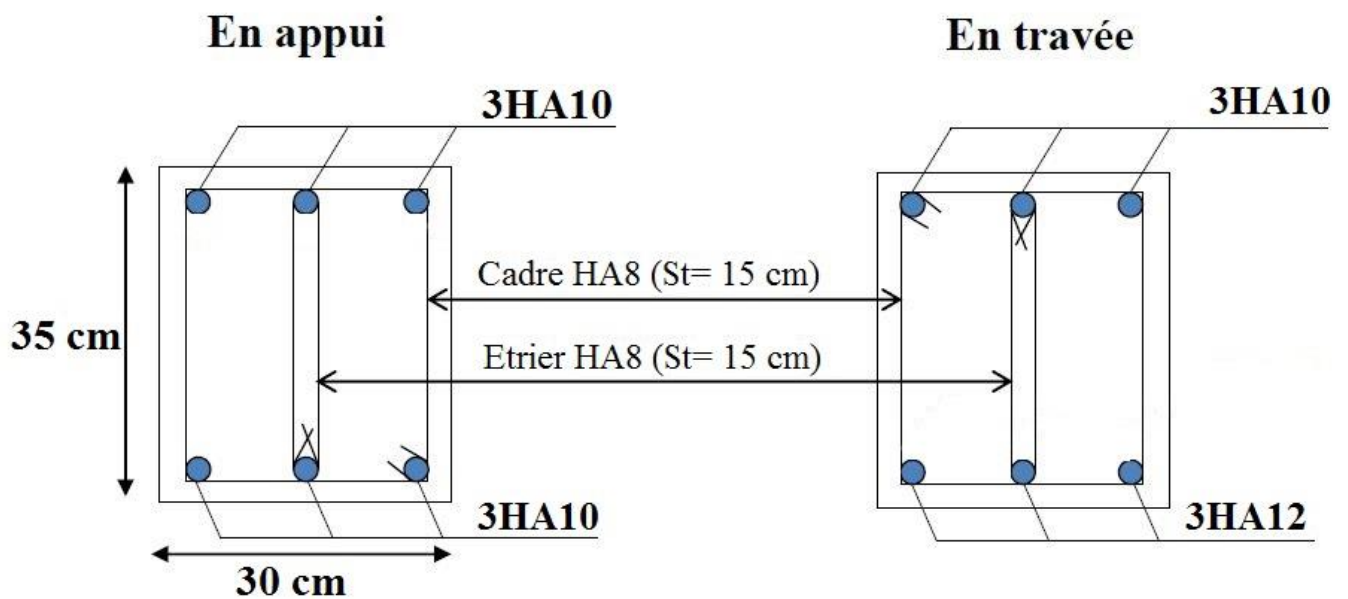 En appui
En travée
3HA10
3HA10
Cadre HA8 (St= 15 cm)
35 cm
Etrier HA8 (St= 15 cm)
3HA10
3HA12
30 cm